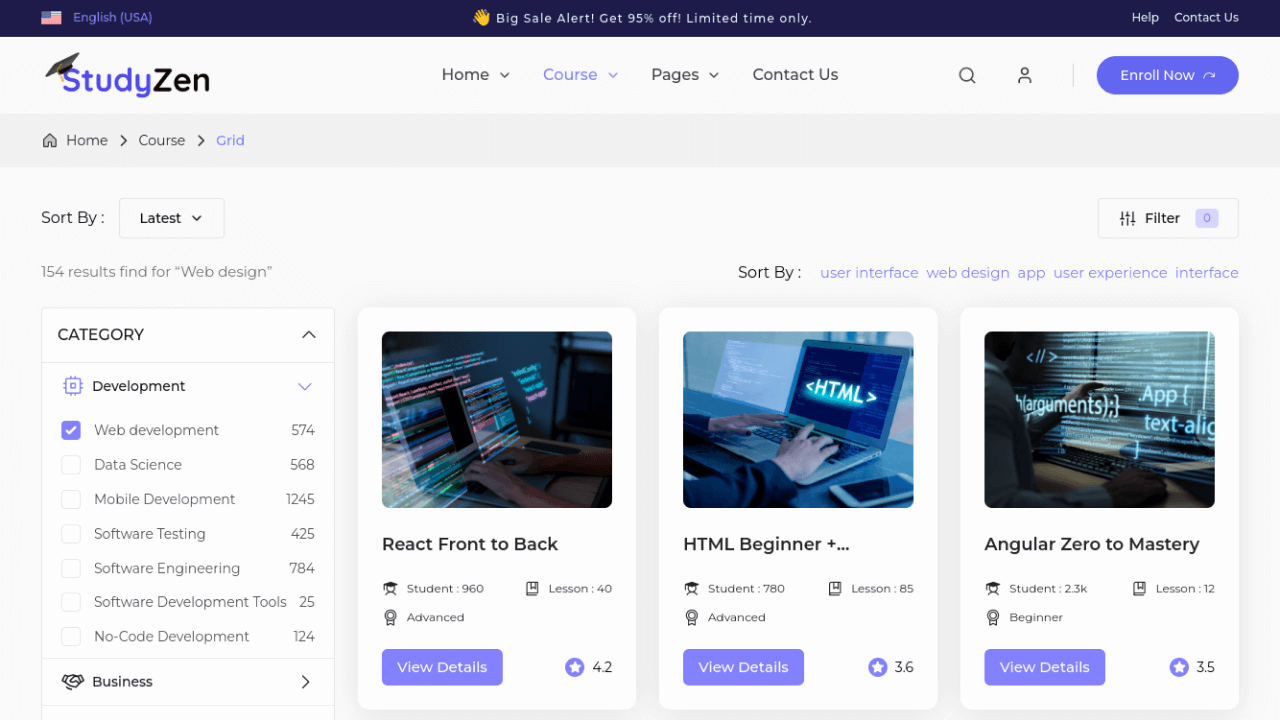 English (USA)
👋 Big Sale Alert! Get 95% off! Limited time only.
Help Contact Us
StudyZen
Home Course Pages Contact Us
Enroll Now
Home > Course > Grid
Sort By : Latest
Filter 0
154 results find for “Web design”
Sort By : user interface web design app user experience interface
CATEGORY
Development
Web development 574
Data Science 568
Mobile Development 1245
Software Testing 425
Software Engineering 784
Software Development Tools 25
No-Code Development 124
Business
React Front to Back
Student : 960 Lesson : 40
Advanced
View Details 4.2
<HTML>
HTML Beginner +...
Student : 780 Lesson : 85
Advanced
View Details 3.6
<//>
(arguments);}
.App {
text-alig
}
Angular Zero to Mastery
Student : 2.3k Lesson : 12
Beginner
View Details 3.5